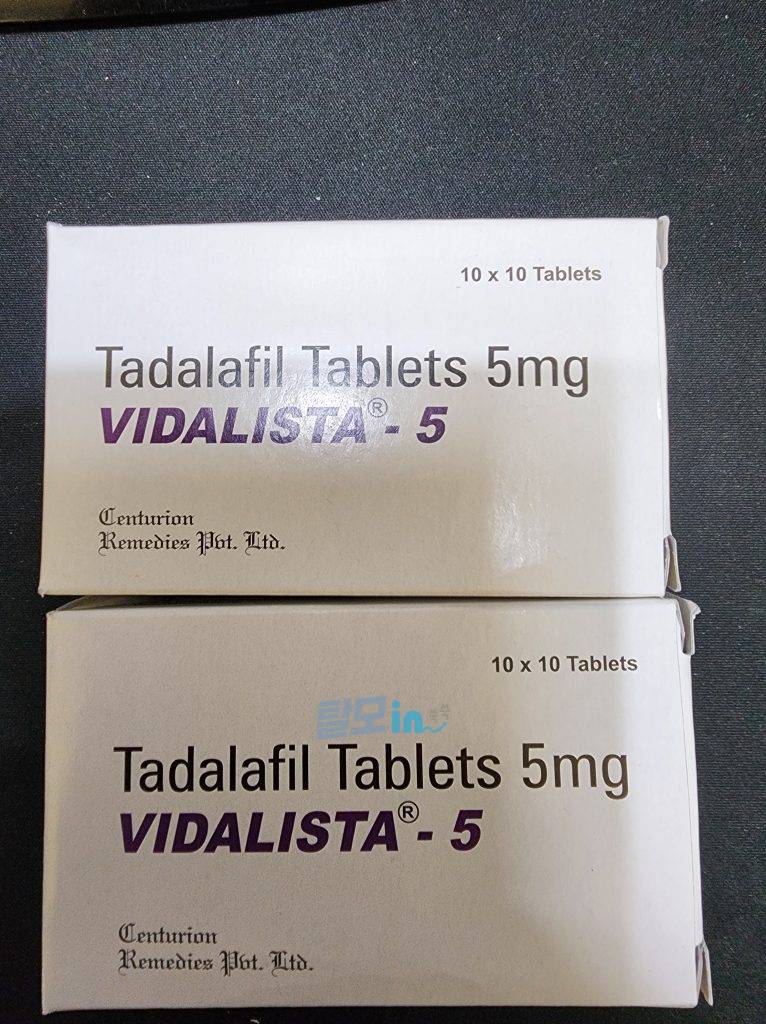 10 x 10 Tablets
Tadalafil Tablets 5mg
VIDALISTA® - 5
Centurion
Remedies Pvt. Ltd.
10 x 10 Tablets
탈모in
Tadalafil Tablets 5mg
VIDALISTA® - 5
Centurion
Remedies Pvt. Ltd.